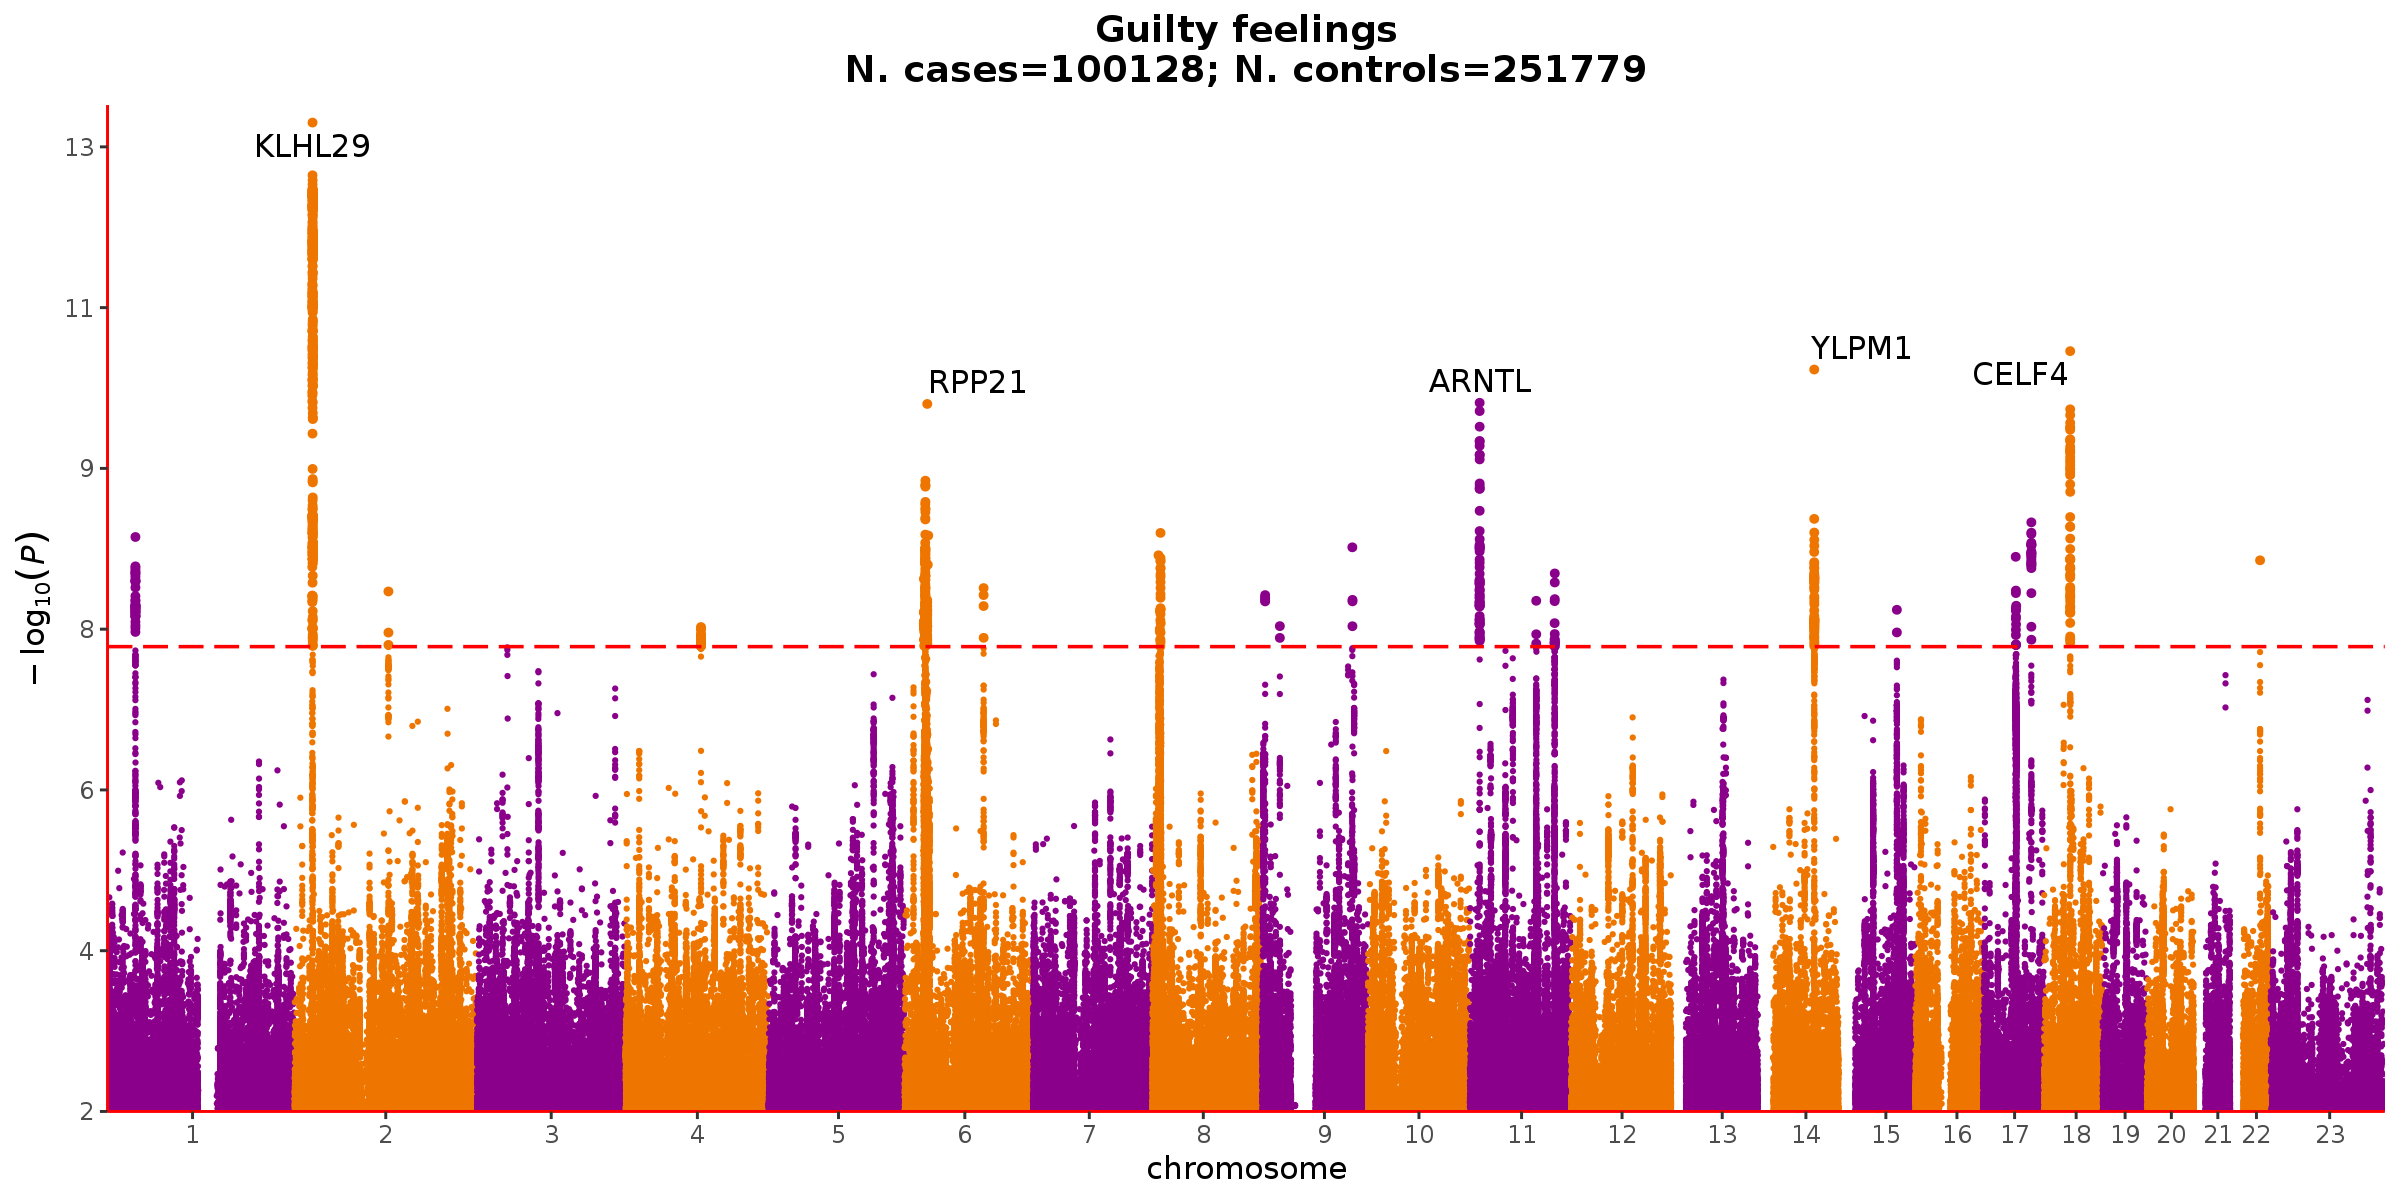 Guilty feelings
N. cases=100128; N. controls=251779
13
KLHL29
11
YLPM1
CELF4
RPP21
ARNTL
9
8
−log10(P)
6
4
2
1 2 3 4 5 6 7 8 9 10 11 12 13 14 15 16 17 18 19 20 21 22 23
chromosome